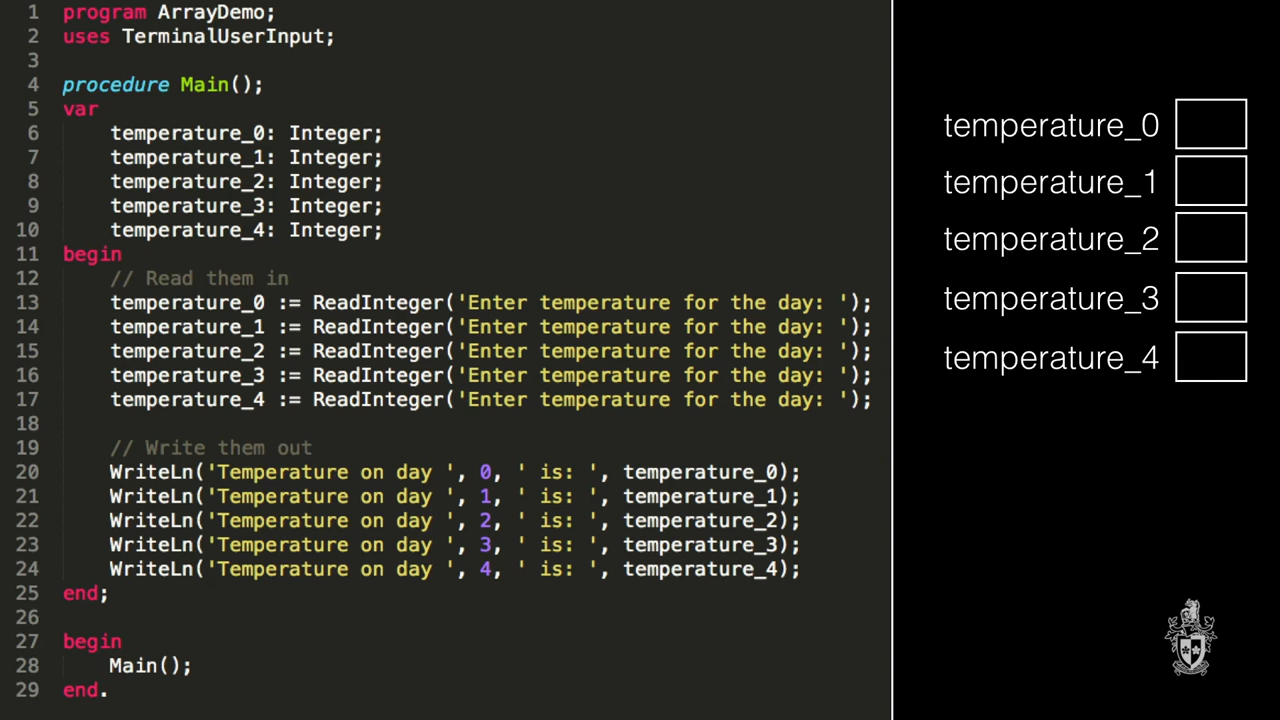 1 program ArrayDemo;
2 uses TerminalUserInput;
3
4 procedure Main();
5 var
6     temperature_0: Integer;
7     temperature_1: Integer;
8     temperature_2: Integer;
9     temperature_3: Integer;
10     temperature_4: Integer;
11 begin
12     // Read them in
13     temperature_0 := ReadInteger('Enter temperature for the day: ');
14     temperature_1 := ReadInteger('Enter temperature for the day: ');
15     temperature_2 := ReadInteger('Enter temperature for the day: ');
16     temperature_3 := ReadInteger('Enter temperature for the day: ');
17     temperature_4 := ReadInteger('Enter temperature for the day: ');
18
19     // Write them out
20     WriteLn('Temperature on day ', 0, ' is: ', temperature_0);
21     WriteLn('Temperature on day ', 1, ' is: ', temperature_1);
22     WriteLn('Temperature on day ', 2, ' is: ', temperature_2);
23     WriteLn('Temperature on day ', 3, ' is: ', temperature_3);
24     WriteLn('Temperature on day ', 4, ' is: ', temperature_4);
25 end;
26
27 begin
28     Main();
29 end.
temperature_0
temperature_1
temperature_2
temperature_3
temperature_4